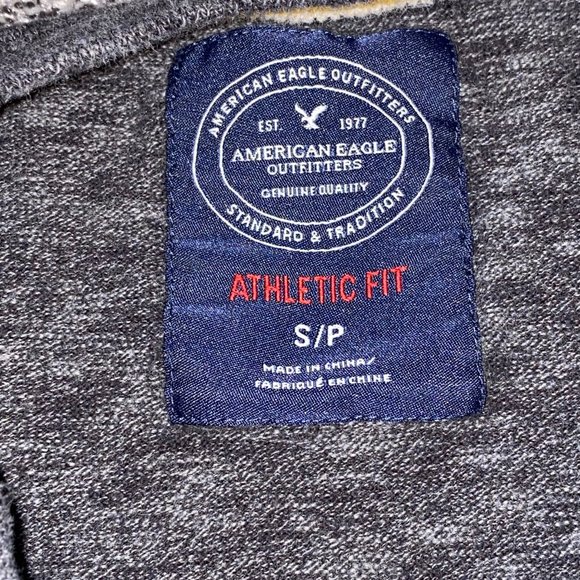 AMERICAN EAGLE OUTFITTERS
EST. 1977
AMERICAN EAGLE
OUTFITTERS
GENUINE QUALITY
STANDARD & TRADITION
ATHLETIC FIT
S/P
MADE IN CHINA/
FABRIQUÉ EN CHINE